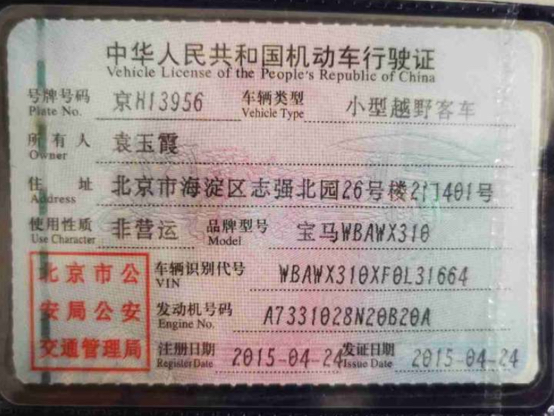 中华人民共和国机动车行驶证
Vehicle License of the People's Republic of China
号牌号码 京H13956 车辆类型 小型越野客车
Plate No. Vehicle Type
所有人 袁玉霞
Owner
住址 北京市海淀区志强北园26号楼2门401号
Address
使用性质 非营运 品牌型号 宝马WBAWX310
Use Character Model
北京市公 车辆识别代号 WBAWX310XF0L31664
VIN
安局公安 发动机号码 A7331028N20B20A
Engine No.
交通管理局 注册日期 2015-04-24 发证日期 2015-04-24
Register Date Issue Date